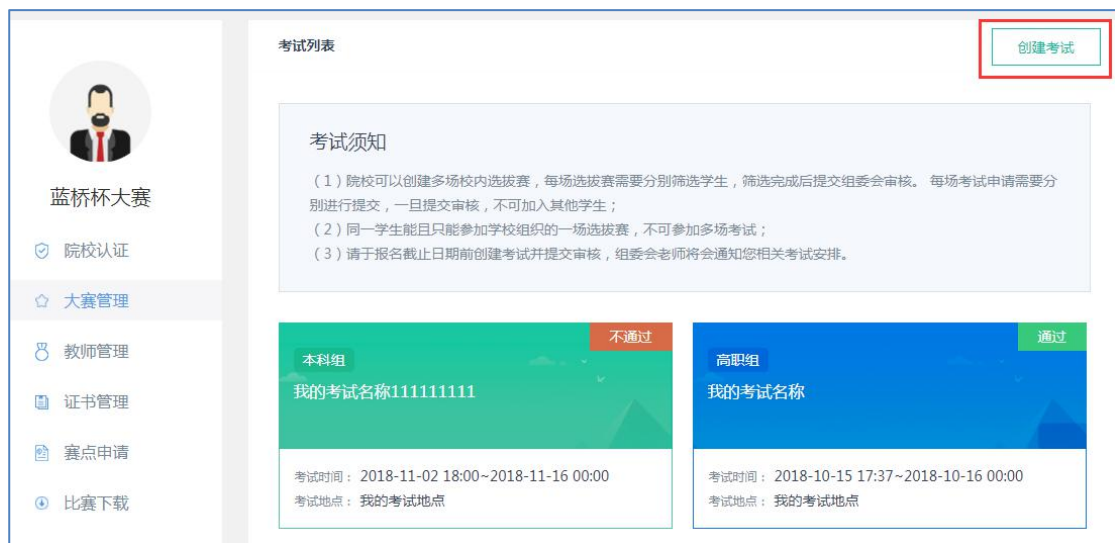 考试列表
创建考试
考试须知
（1）院校可以创建多场校内选拔赛，每场选拔赛需要分别筛选学生，筛选完成后提交组委会审核。 每场考试申请需要分
别进行提交，一旦提交审核，不可加入其他学生；
（2）同一学生能且只能参加学校组织的一场选拔赛，不可参加多场考试；
（3）请于报名截止日期前创建考试并提交审核，组委会老师将会通知您相关考试安排。
蓝桥杯大赛
院校认证
大赛管理
教师管理
证书管理
赛点申请
比赛下载
不通过
本科组
我的考试名称111111111
考试时间： 2018-11-02 18:00~2018-11-16 00:00
考试地点： 我的考试地点
通过
高职组
我的考试名称
考试时间： 2018-10-15 17:37~2018-10-16 00:00
考试地点： 我的考试地点